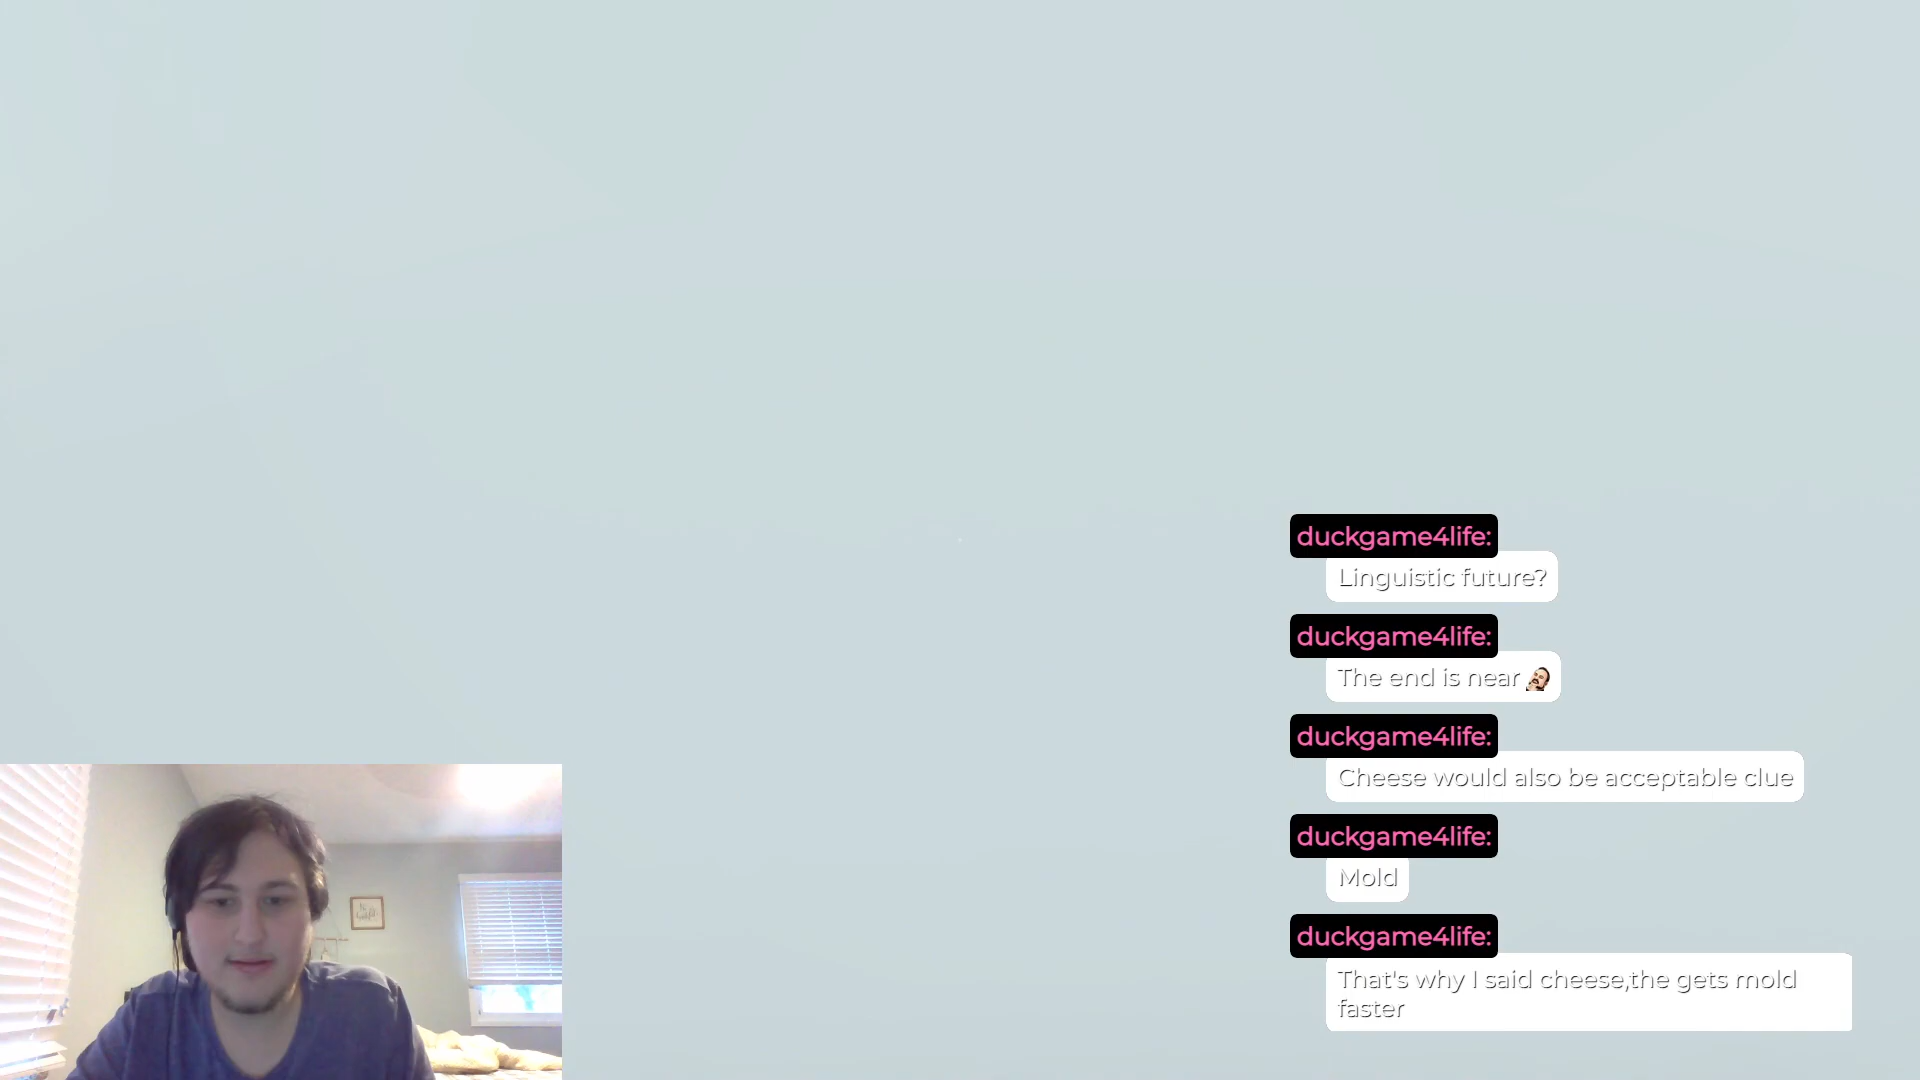 duckgame4life:
Linguistic future?
duckgame4life:
The end is near
duckgame4life:
Cheese would also be acceptable clue
duckgame4life:
Mold
duckgame4life:
That's why I said cheese,the gets mold
faster